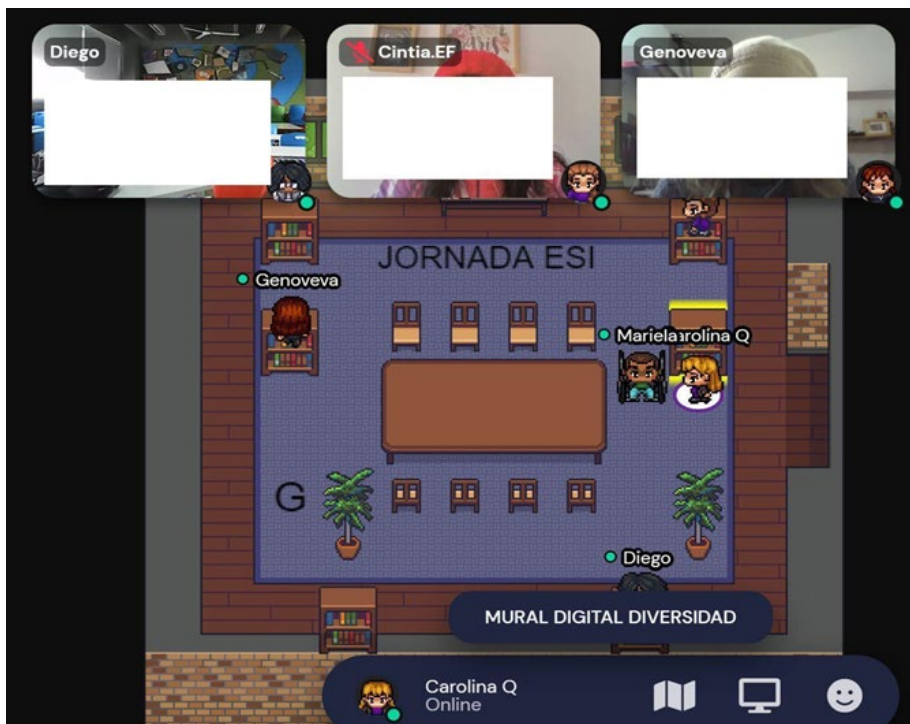 Diego
Cintia.EF
Genoveva
JORNADA ESI
Genoveva
Mariela
arolina Q
G
Diego
MURAL DIGITAL DIVERSIDAD
Carolina Q
Online